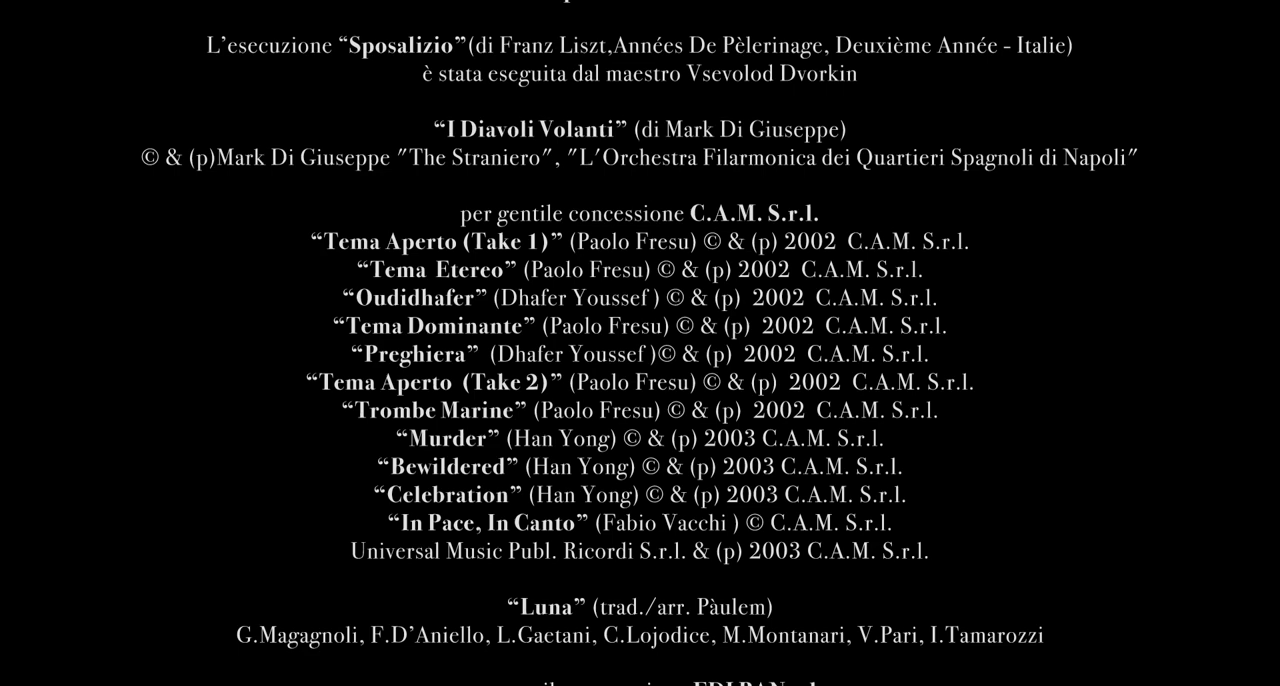 L’esecuzione “Sposalizio”(di Franz Liszt,Années De Pèlerinage, Deuxième Année - Italie)
è stata eseguita dal maestro Vsevolod Dvorkin
“I Diavoli Volanti” (di Mark Di Giuseppe)
© & (p)Mark Di Giuseppe "The Straniero", "L'Orchestra Filarmonica dei Quartieri Spagnoli di Napoli"
per gentile concessione C.A.M. S.r.l.
“Tema Aperto (Take 1)” (Paolo Fresu) © & (p) 2002  C.A.M. S.r.l.
“Tema  Etereo” (Paolo Fresu) © & (p) 2002  C.A.M. S.r.l.
“Oudidhafer” (Dhafer Youssef ) © & (p)  2002  C.A.M. S.r.l.
“Tema Dominante” (Paolo Fresu) © & (p)  2002  C.A.M. S.r.l.
“Preghiera”  (Dhafer Youssef )© & (p)  2002  C.A.M. S.r.l.
“Tema Aperto  (Take 2)” (Paolo Fresu) © & (p)  2002  C.A.M. S.r.l.
“Trombe Marine” (Paolo Fresu) © & (p)  2002  C.A.M. S.r.l.
“Murder” (Han Yong) © & (p) 2003 C.A.M. S.r.l.
“Bewildered” (Han Yong) © & (p) 2003 C.A.M. S.r.l.
“Celebration” (Han Yong) © & (p) 2003 C.A.M. S.r.l.
“In Pace, In Canto” (Fabio Vacchi ) © C.A.M. S.r.l.
Universal Music Publ. Ricordi S.r.l. & (p) 2003 C.A.M. S.r.l.
“Luna” (trad./arr. Pàulem)
G.Magagnoli, F.D’Aniello, L.Gaetani, C.Lojodice, M.Montanari, V.Pari, I.Tamarozzi